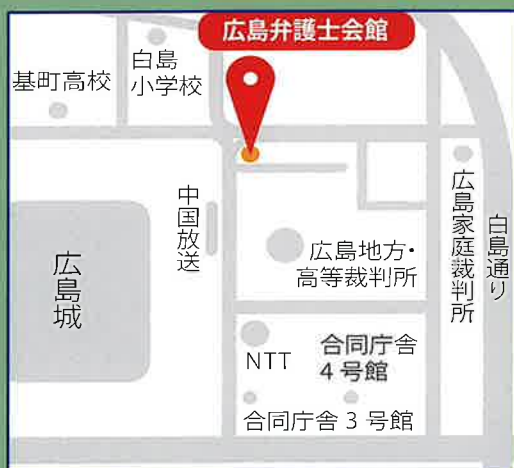 広島弁護士会館
白島
小学校
基町高校
中国放送
広島家庭裁判所
白島通り
広島城
広島地方・
高等裁判所
NTT
合同庁舎
4号館
合同庁舎 3 号館